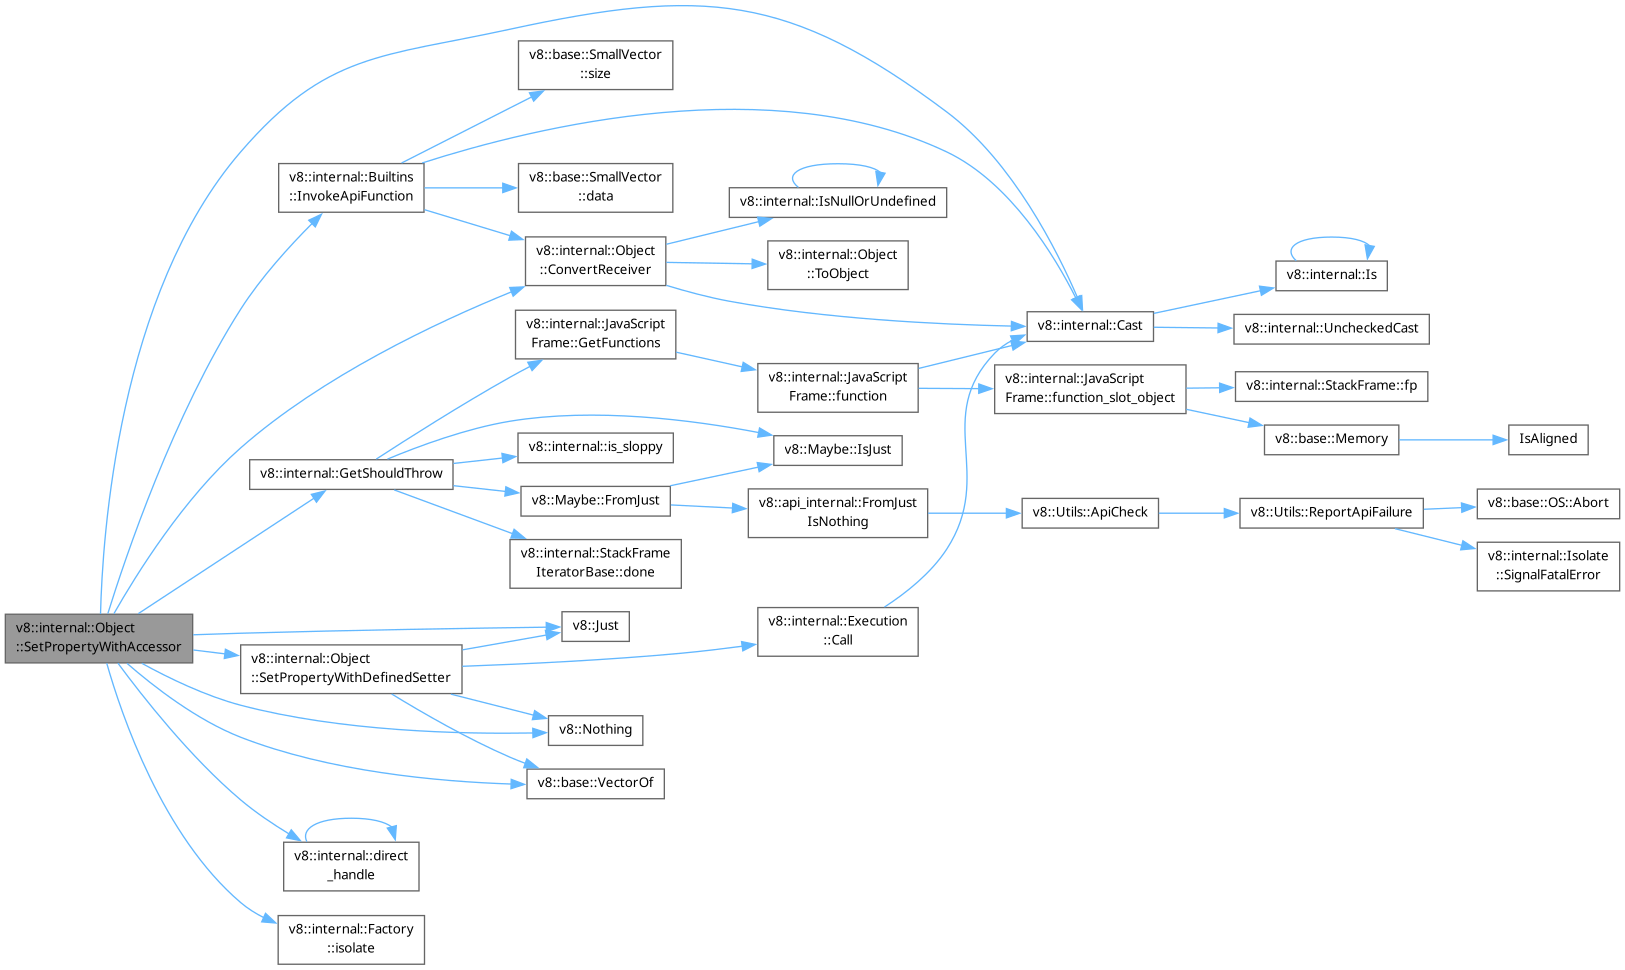 v8::base::SmallVector
::size
v8::internal::Builtins
::InvokeApiFunction
v8::base::SmallVector
::data
v8::internal::IsNullOrUndefined
v8::internal::Object
::ConvertReceiver
v8::internal::Object
::ToObject
v8::internal::Is
v8::internal::JavaScript
Frame::GetFunctions
v8::internal::Cast
v8::internal::UncheckedCast
v8::internal::JavaScript
Frame::function
v8::internal::JavaScript
Frame::function_slot_object
v8::internal::StackFrame::fp
v8::internal::is_sloppy
v8::Maybe::IsJust
v8::base::Memory
IsAligned
v8::internal::GetShouldThrow
v8::Maybe::FromJust
v8::api_internal::FromJust
IsNothing
v8::Utils::ApiCheck
v8::Utils::ReportApiFailure
v8::base::OS::Abort
v8::internal::StackFrame
IteratorBase::done
v8::internal::Isolate
::SignalFatalError
v8::internal::Object
::SetPropertyWithAccessor
v8::Just
v8::internal::Execution
::Call
v8::internal::Object
::SetPropertyWithDefinedSetter
v8::Nothing
v8::base::VectorOf
v8::internal::direct
_handle
v8::internal::Factory
::isolate